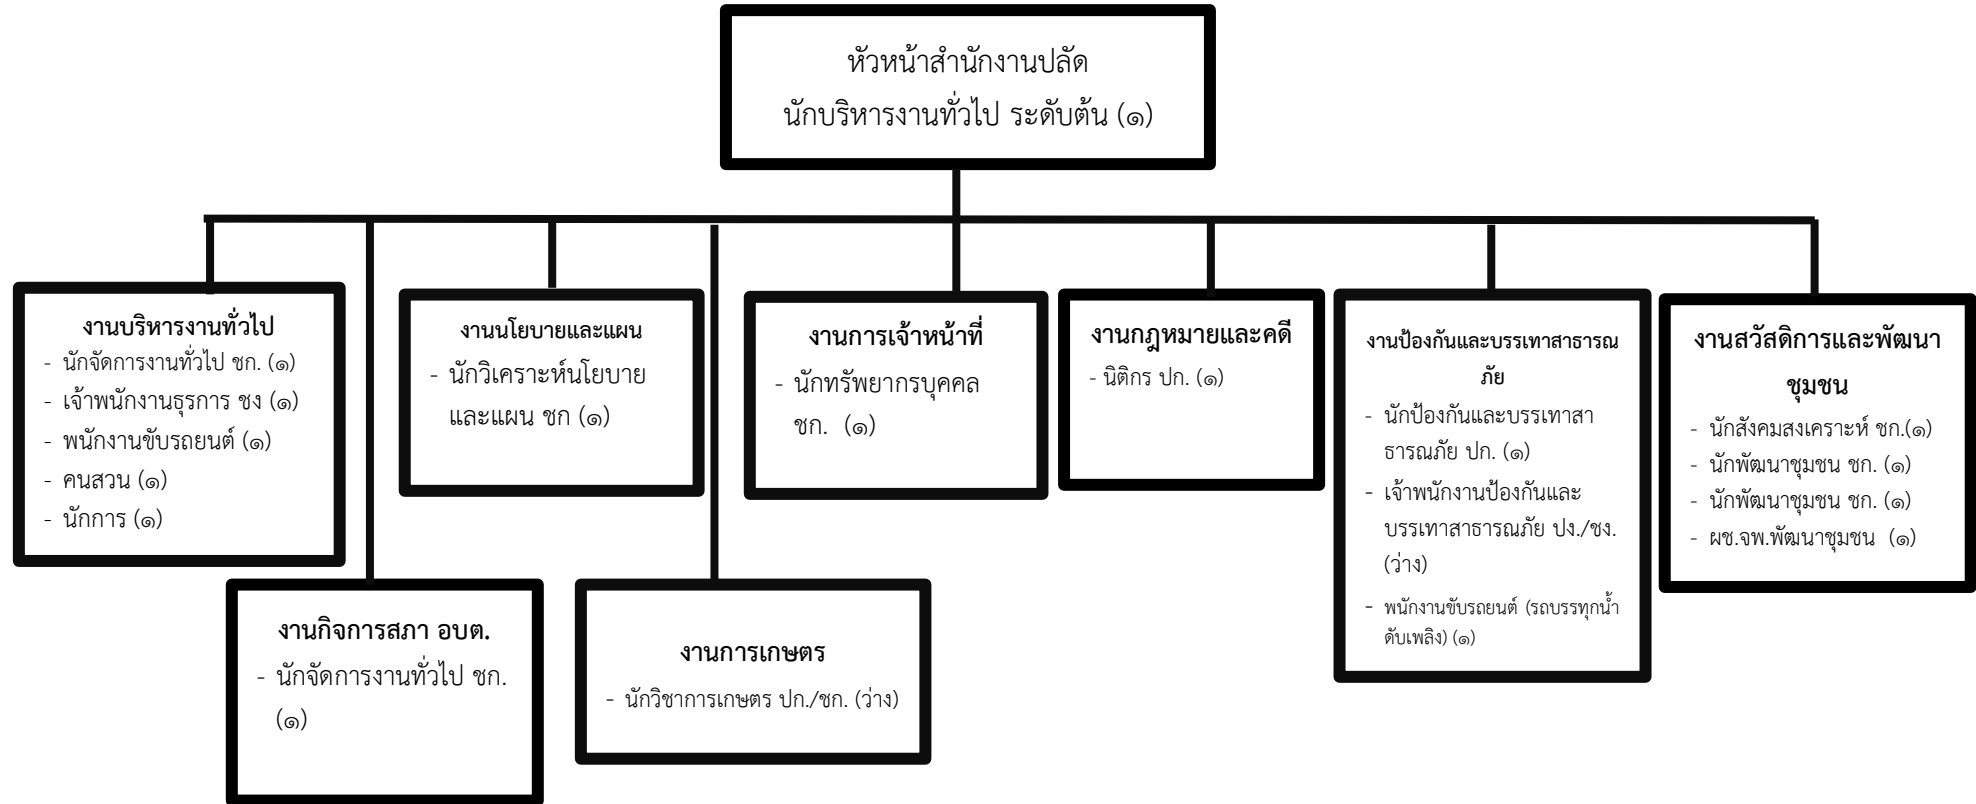 หัวหน้าสำนักงานปลัด
นักบริหารงานทั่วไป ระดับต้น (๑)
งานบริหารงานทั่วไป
- นักจัดการงานทั่วไป ชก. (๑)
- เจ้าพนักงานธุรการ ชง (๑)
- พนักงานขับรถยนต์ (๑)
- คนสวน (๑)
- นักการ (๑)
งานนโยบายและแผน
- นักวิเคราะห์นโยบาย
และแผน ชก (๑)
งานการเจ้าหน้าที่
- นักทรัพยากรบุคคล
ชก. (๑)
งานกฎหมายและคดี
- นิติกร ปก. (๑)
งานป้องกันและบรรเทาสาธารณ
ภัย
- นักป้องกันและบรรเทาสา
ธารณภัย ปก. (๑)
- เจ้าพนักงานป้องกันและ
บรรเทาสาธารณภัย ปง./ชง.
(ว่าง)
- พนักงานขับรถยนต์ (รถบรรทุกน้ำ
ดับเพลิง) (๑)
งานสวัสดิการและพัฒนา
ชุมชน
- นักสังคมสงเคราะห์ ชก.(๑)
- นักพัฒนาชุมชน ชก. (๑)
- นักพัฒนาชุมชน ชก. (๑)
- ผช.จพ.พัฒนาชุมชน (๑)
งานกิจการสภา อบต.
- นักจัดการงานทั่วไป ชก.
(๑)
งานการเกษตร
- นักวิชาการเกษตร ปก./ชก. (ว่าง)